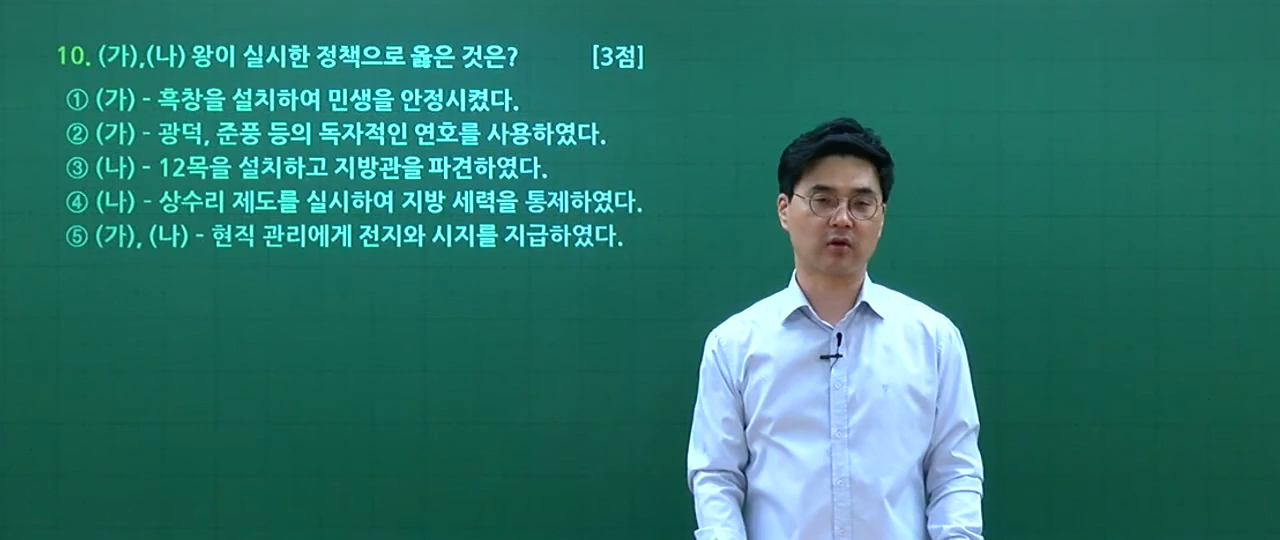 10. (가),(나) 왕이 실시한 정책으로 옳은 것은? [3점]
① (가) - 흑창을 설치하여 민생을 안정시켰다.
② (가) - 광덕, 준풍 등의 독자적인 연호를 사용하였다.
③ (나) - 12목을 설치하고 지방관을 파견하였다.
④ (나) - 상수리 제도를 실시하여 지방 세력을 통제하였다.
⑤ (가), (나) - 현직 관리에게 전지와 시지를 지급하였다.